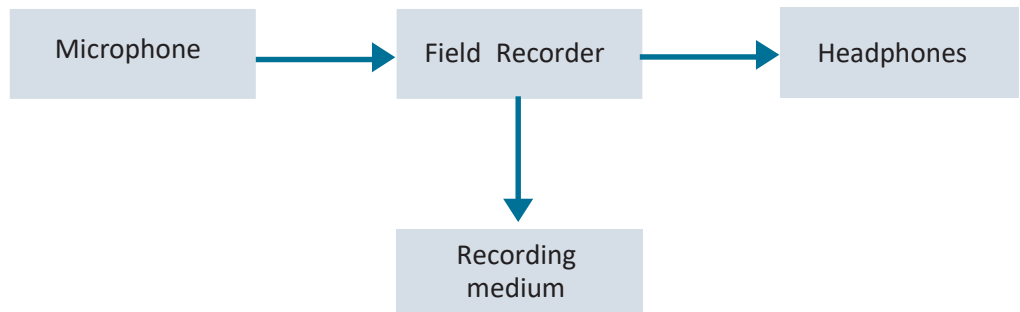 Microphone
Field Recorder
Headphones
Recording
medium